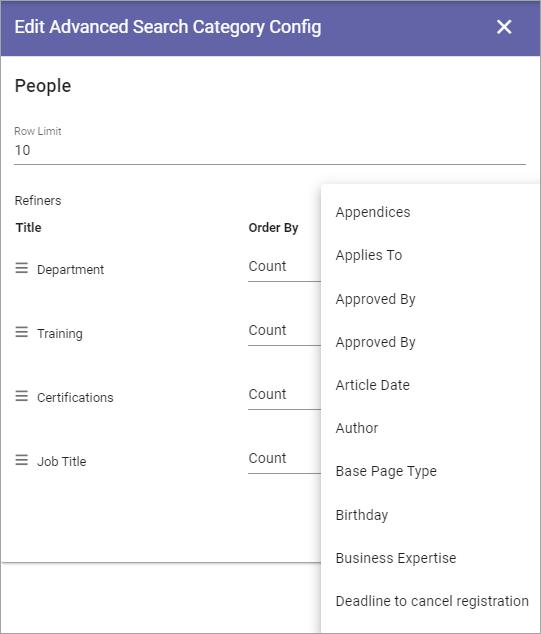 Edit Advanced Search Category Config
People
Row Limit
10
Refiners
Title Order By
Department Count
Training Count
Certifications Count
Job Title Count
Appendices
Applies To
Approved By
Approved By
Article Date
Author
Base Page Type
Birthday
Business Expertise
Deadline to cancel registration